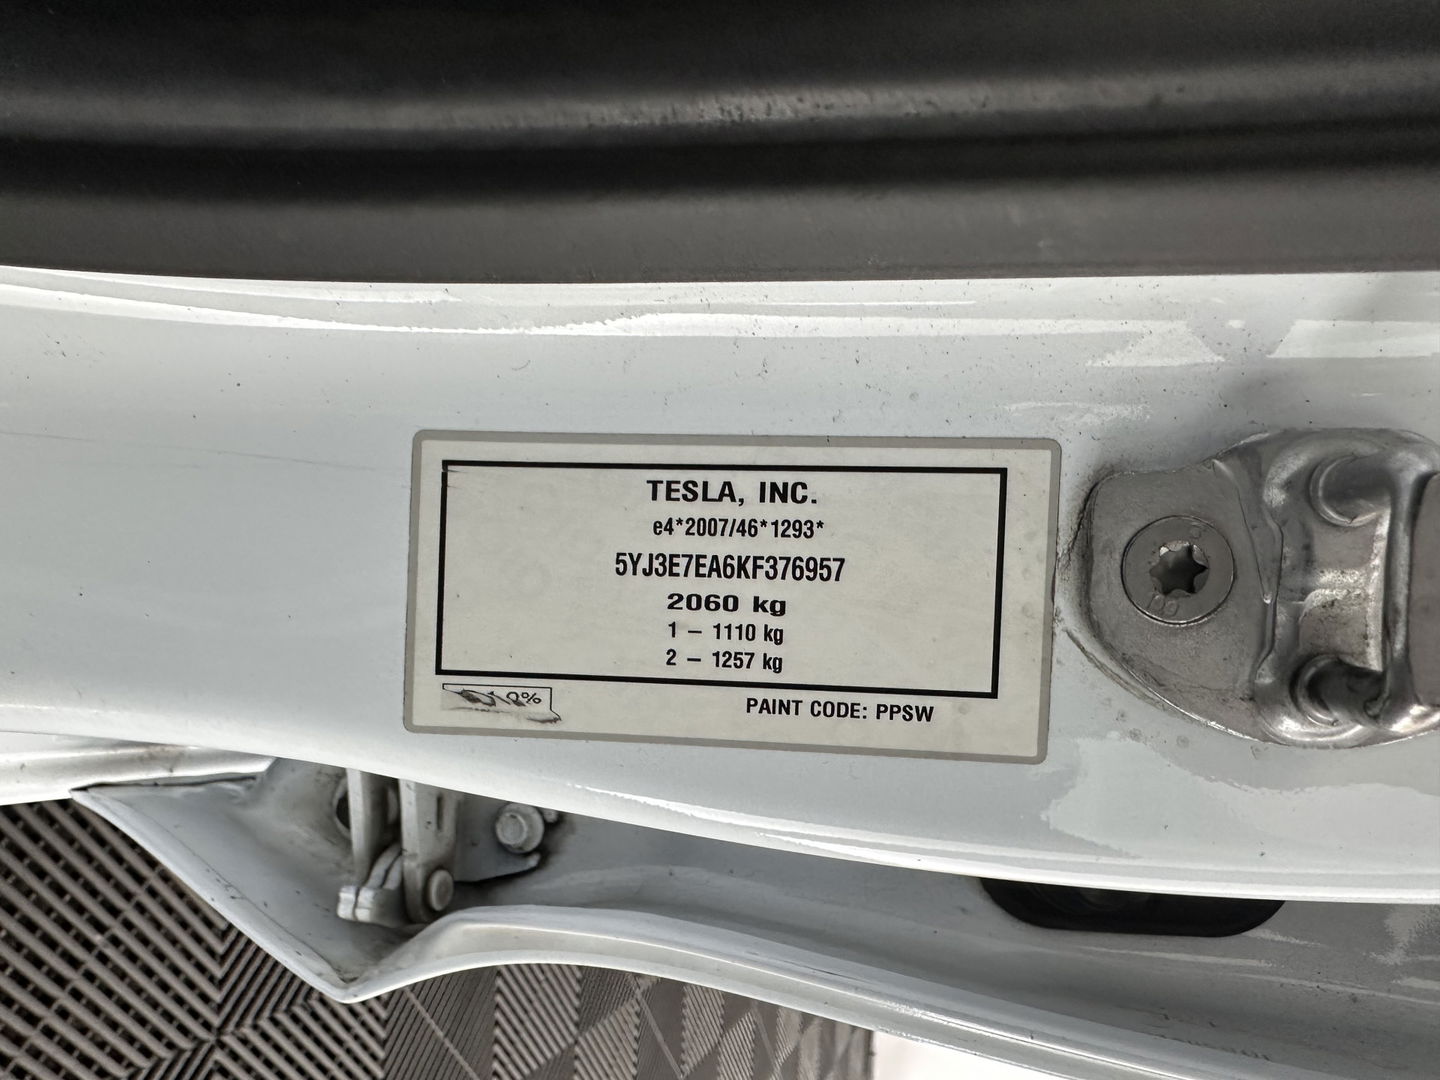 TESLA, INC.
e4*2007/46*1293*
5YJ3E7EA6KF376957
2060 kg
1 – 1110 kg
2 – 1257 kg
PAINT CODE: PPSW